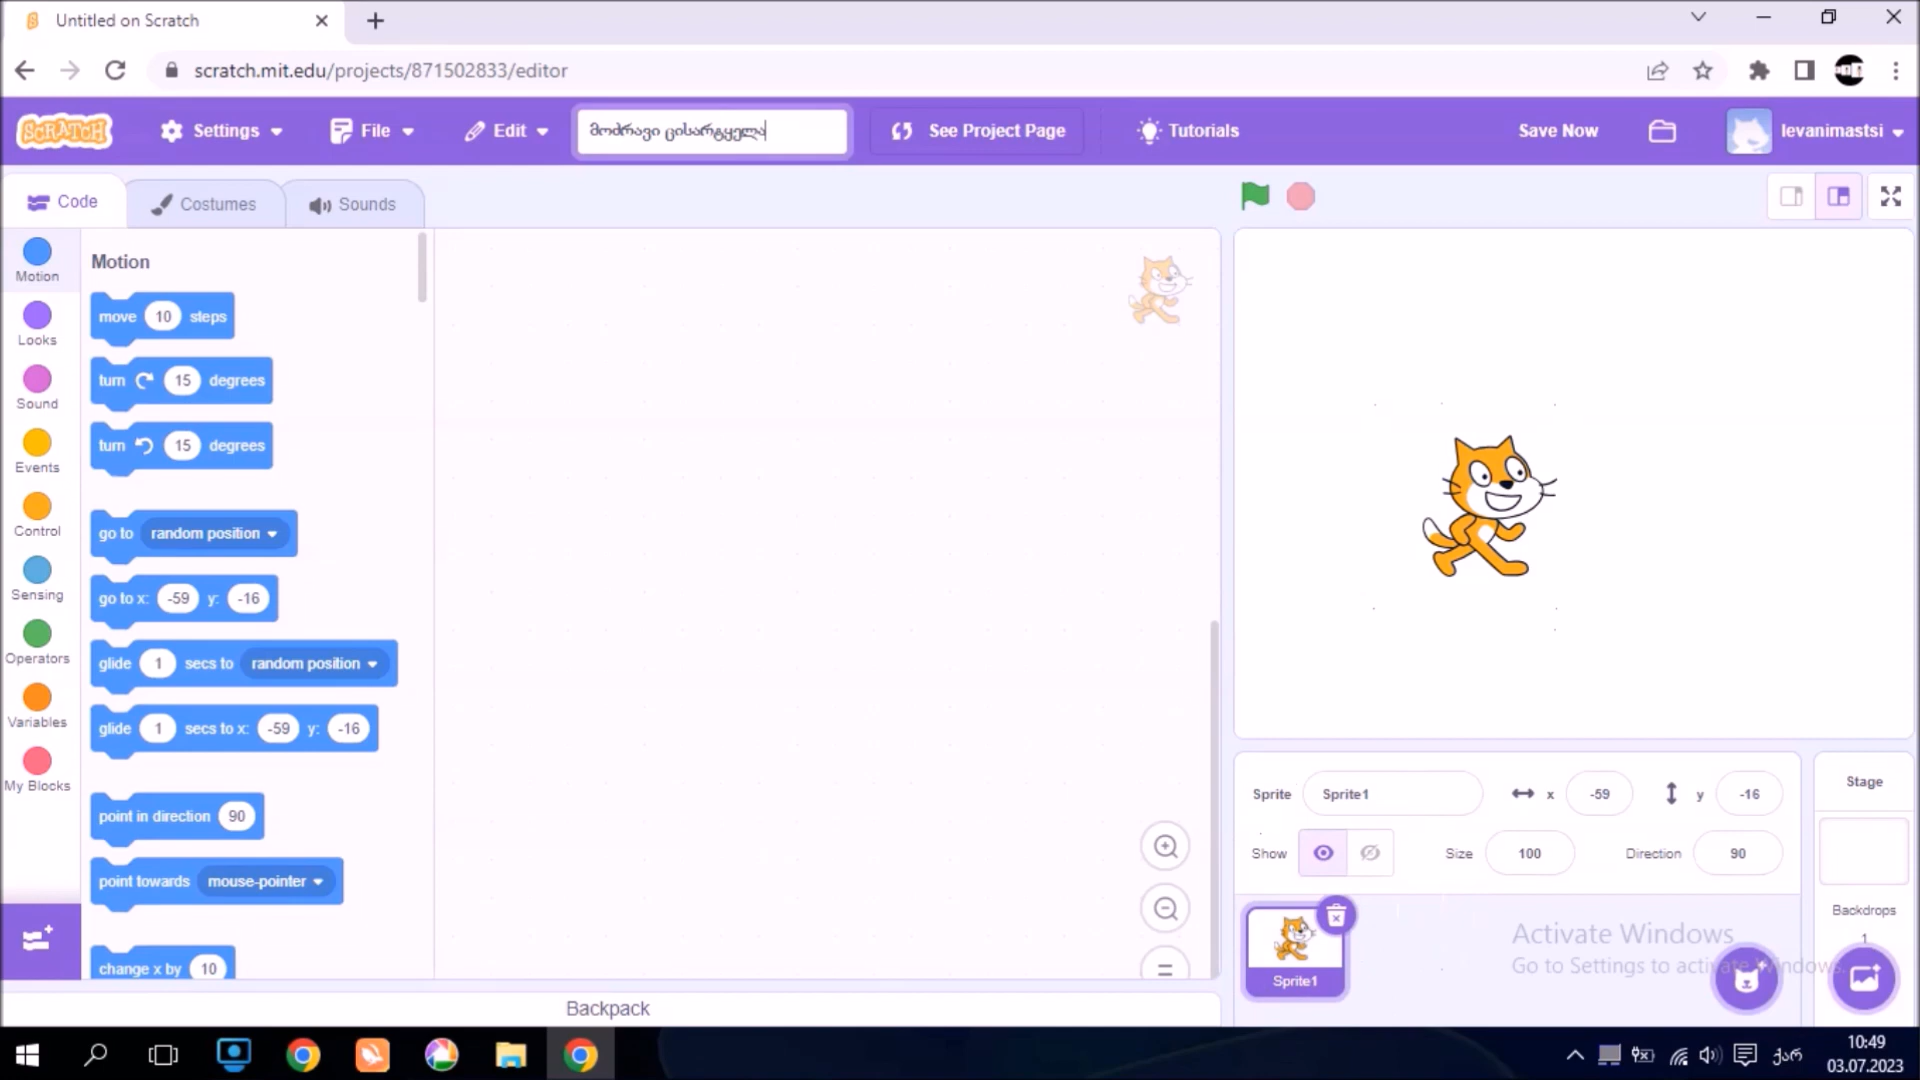 Untitled on Scratch
scratch.mit.edu/projects/871502833/editor
SCRATCH
Settings
File
Edit
მოძრავი ცისარტყელა
See Project Page
Tutorials
Save Now
levanimastsi
Code
Costumes
Sounds
Motion
Looks
Sound
Events
Control
Sensing
Operators
Variables
My Blocks
Motion
move 10 steps
turn 15 degrees
turn 15 degrees
go to random position
go to x: -59 y: -16
glide 1 secs to random position
glide 1 secs to x: -59 y: -16
point in direction 90
point towards mouse-pointer
change x by 10
Backpack
Sprite Sprite1 x -59 y -16
Show Size 100 Direction 90
Sprite1
Stage
Backdrops
1
Activate Windows
Go to Settings to activate Windows.
ქარ
10:49
03.07.2023